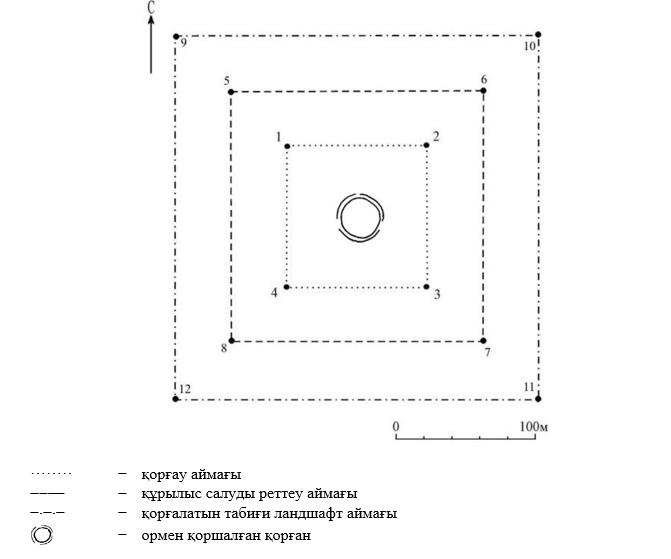 С
9
10
5
6
1
2
4
3
8
7
12
11
0 100м
········ – қорғау аймағы
–––– – құрылыс салуды реттеу аймағы
–·–·– – қорғалатын табиғи ландшафт аймағы
– ормен қоршалған қорған